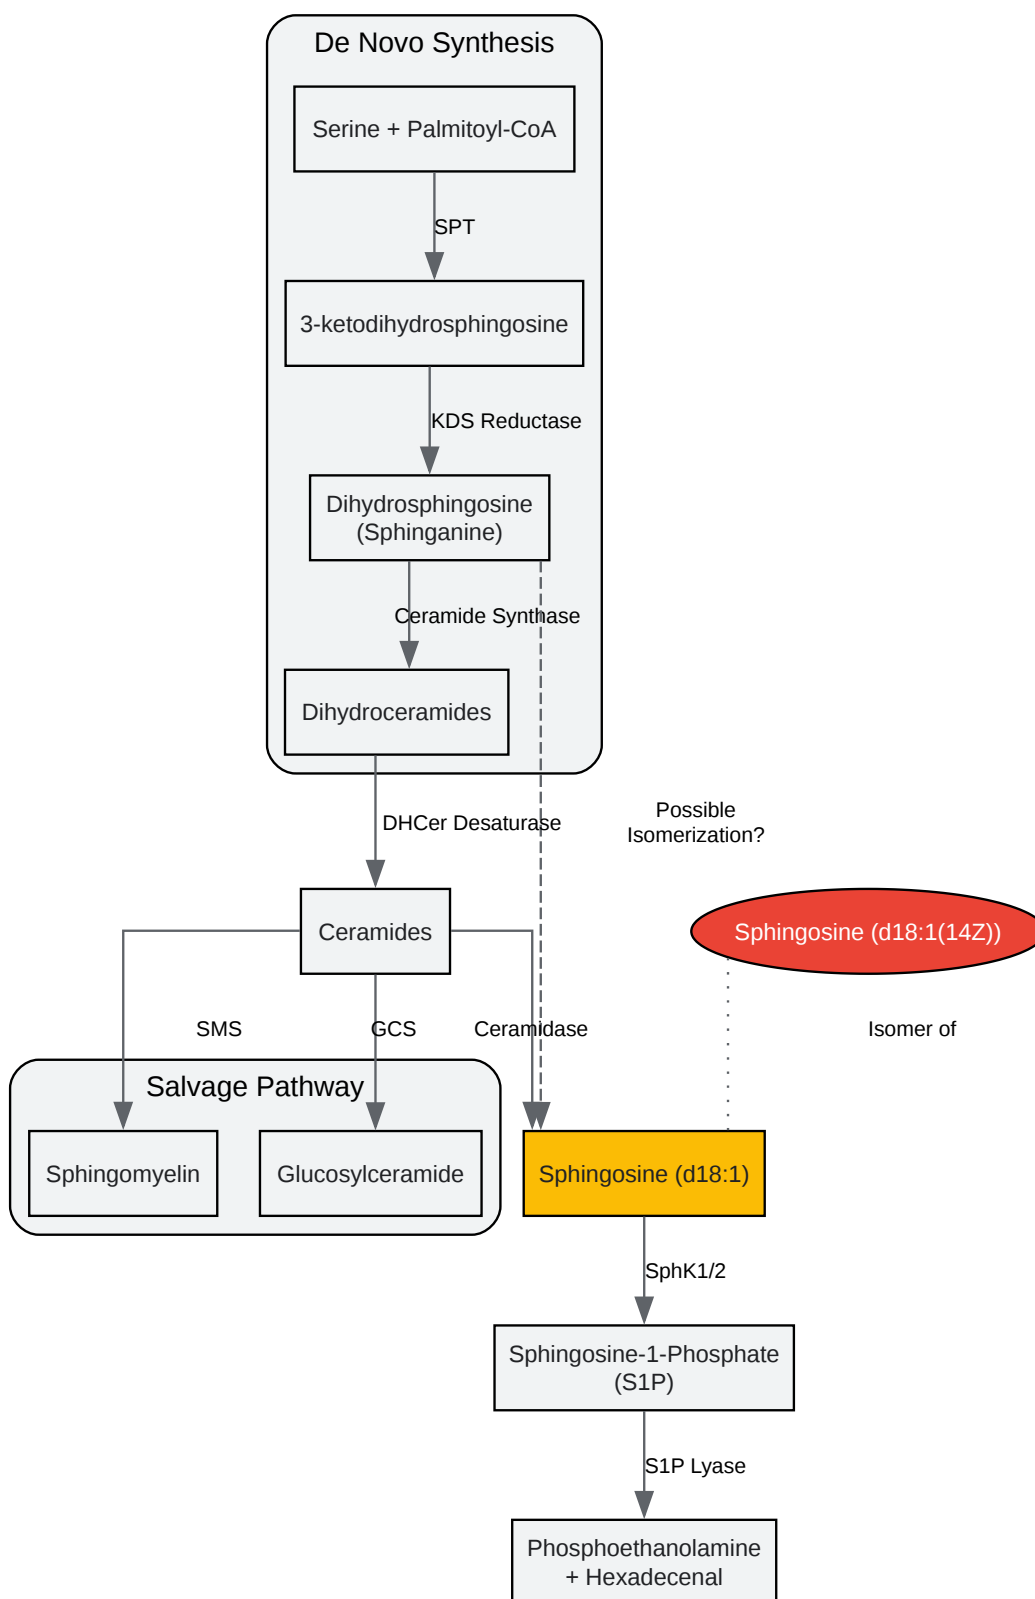 De Novo Synthesis
Serine + Palmitoyl-CoA
SPT
3-ketodihydrosphingosine
KDS Reductase
Dihydrosphingosine
(Sphinganine)
Ceramide Synthase
Dihydroceramides
DHCer Desaturase
Possible
Isomerization?
Ceramides
Sphingosine (d18:1(14Z))
SMS
GCS
Ceramidase
Isomer of
Salvage Pathway
Sphingomyelin
Glucosylceramide
Sphingosine (d18:1)
SphK1/2
Sphingosine-1-Phosphate
(S1P)
S1P Lyase
Phosphoethanolamine
+ Hexadecenal